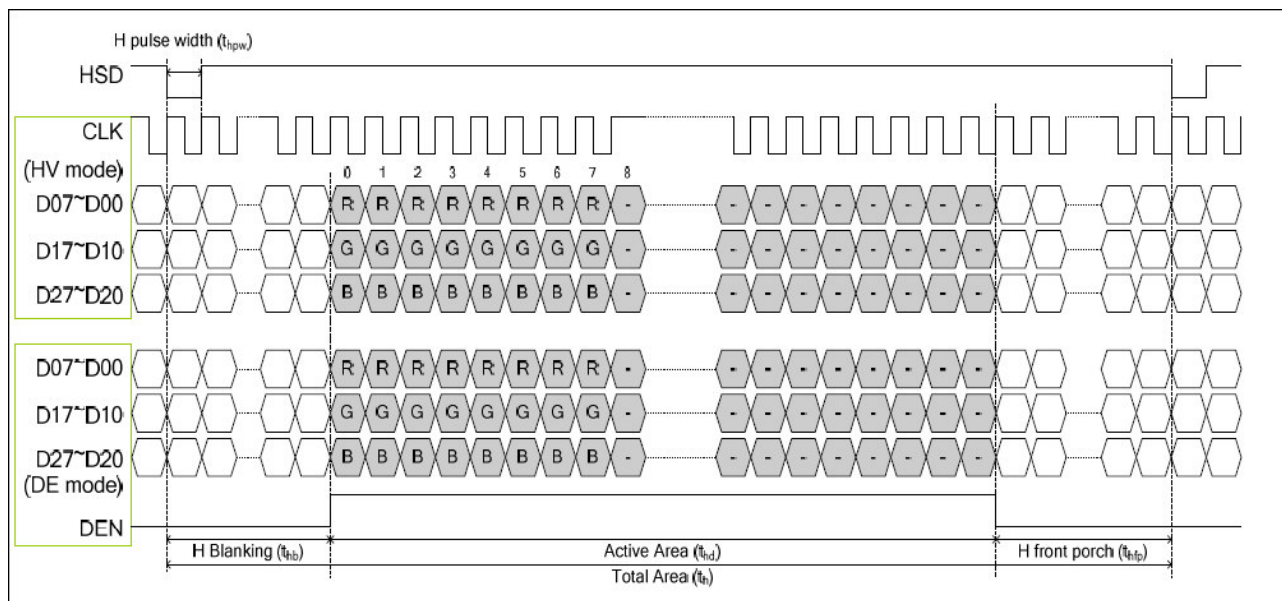 H pulse width (thpw)
HSD
CLK
(HV mode)
0 1 2 3 4 5 6 7 8
D07~D00 R R R R R R R R - - - - - - - - -
D17~D10 G G G G G G G G - - - - - - - - -
D27~D20 B B B B B B B B - - - - - - - - -
D07~D00 R R R R R R R R - - - - - - - - -
D17~D10 G G G G G G G G - - - - - - - - -
D27~D20 B B B B B B B B - - - - - - - - -
(DE mode)
DEN
H Blanking (thb) Active Area (thd) H front porch (thfp)
Total Area (th)